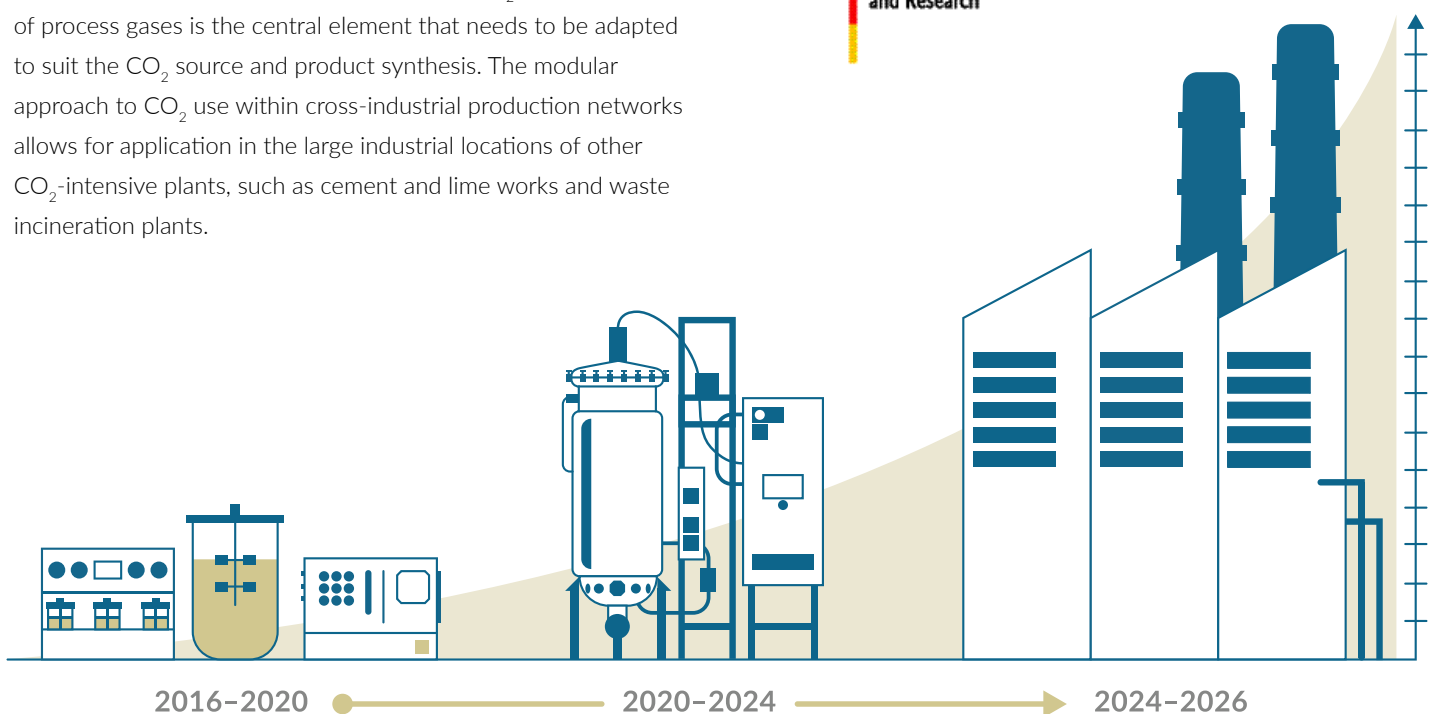 of process gases is the central element that needs to be adapted
to suit the CO₂ source and product synthesis. The modular
approach to CO₂ use within cross-industrial production networks
allows for application in the large industrial locations of other
CO₂-intensive plants, such as cement and lime works and waste
incineration plants.
and Research
2016–2020
2020–2024
2024–2026